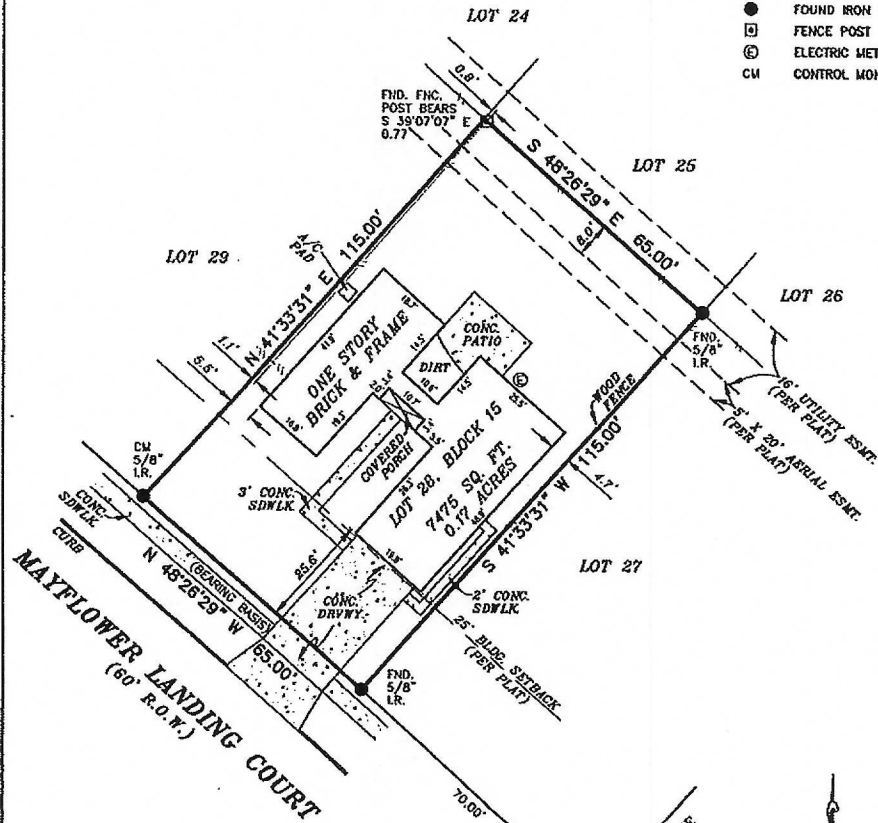 LOT 24
FOUND IRON
FENCE POST
E ELECTRIC MET
CM CONTROL MON
0.8'
FND. FNC.
POST BEARS
S 39°07'07" E
0.77
S 48°26'29" E 65.00'
LOT 25
8.0'
LOT 29
N 41°33'31" E 115.00'
A/C
PAD
LOT 26
FND.
5/8"
I.R.
16' UTILITY ESMT.
(PER PLAT)
5' X 20' AERIAL ESMT.
(PER PLAT)
CONC.
PATIO
DIRT
ONE STORY
BRICK & FRAME
1.1'
5.5'
WOOD
FENCE
E
COVERED
PORCH
LOT 28, BLOCK 15
7475 SQ. FT.
0.17 ACRES
S 41°33'31" W 115.00'
4.7'
CM
5/8"
I.R.
3' CONC.
SDWLK.
CONC.
SDWLK.
CURB
25.6'
LOT 27
2' CONC.
SDWLK.
25' BLDG. SETBACK
(PER PLAT)
CONC.
DRVWY.
N 48°26'29" W 65.00'
(BEARING BASIS)
FND.
5/8"
I.R.
MAYFLOWER LANDING COURT
(60' R.O.W.)
70.00'